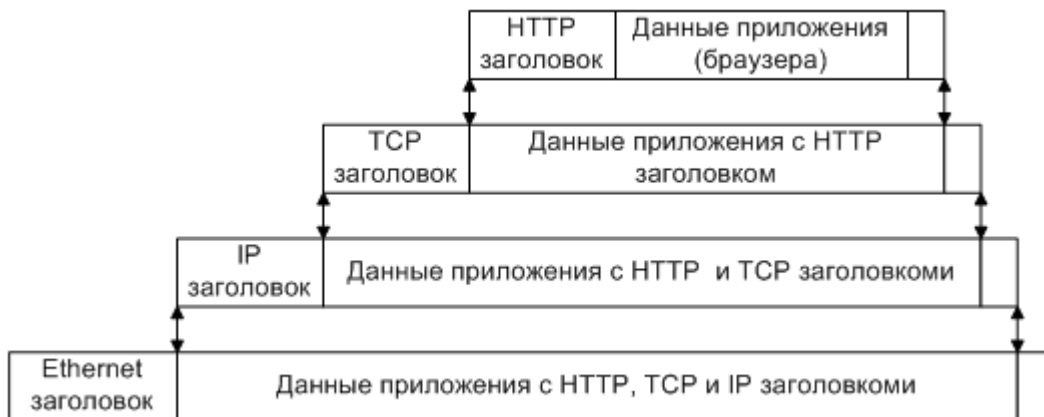 HTTP
заголовок
Данные приложения
(браузера)
TCP
заголовок
Данные приложения с HTTP
заголовком
IP
заголовок
Данные приложения с HTTP и TCP заголовкоми
Ethernet
заголовок
Данные приложения с HTTP, TCP и IP заголовкоми